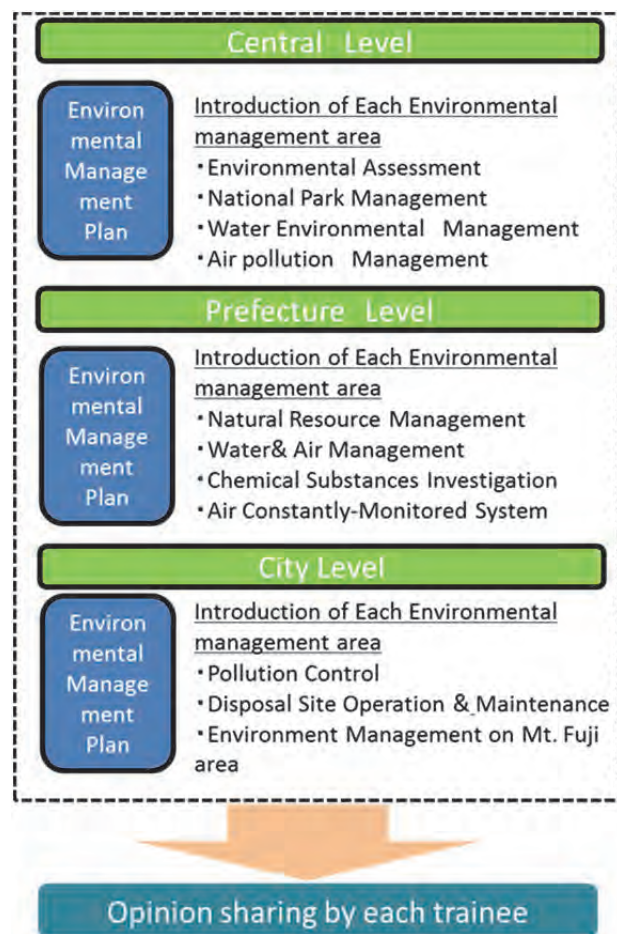 Central Level
Environ
mental
Manage
ment
Plan
Introduction of Each Environmental
management area
・Environmental Assessment
・National Park Management
・Water Environmental Management
・Air pollution Management
Prefecture Level
Environ
mental
Manage
ment
Plan
Introduction of Each Environmental
management area
・Natural Resource Management
・Water& Air Management
・Chemical Substances Investigation
・Air Constantly-Monitored System
City Level
Environ
mental
Manage
ment
Plan
Introduction of Each Environmental
management area
・Pollution Control
・Disposal Site Operation & Maintenance
・Environment Management on Mt. Fuji
area
Opinion sharing by each trainee